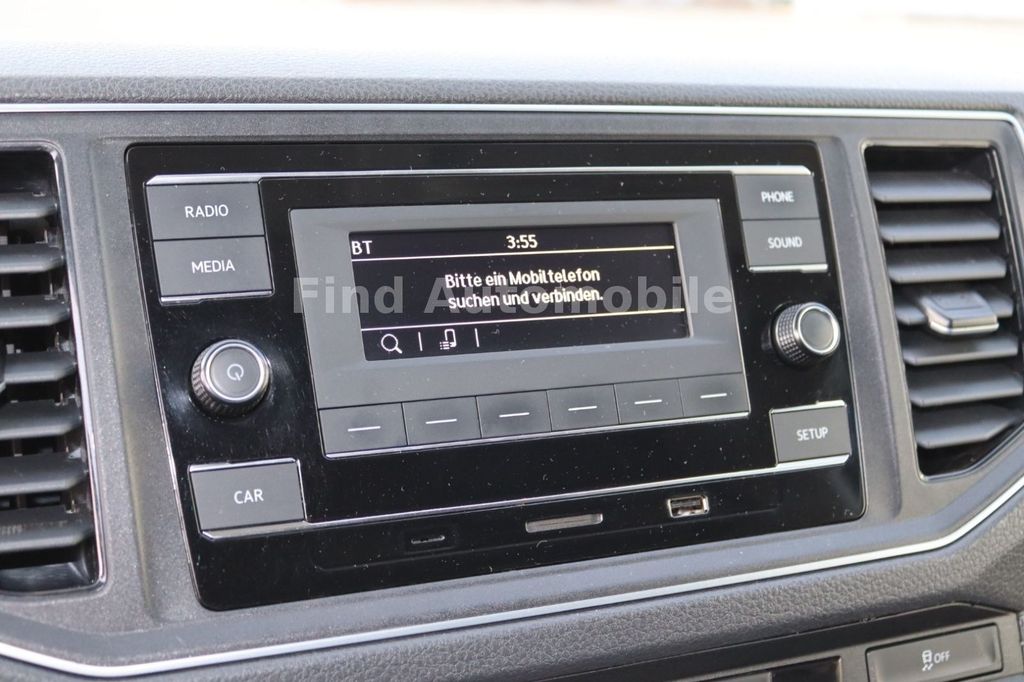 RADIO
MEDIA
PHONE
SOUND
BT 3:55
Bitte ein Mobiltelefon
suchen und verbinden.
Find Automobile
CAR
SETUP
OFF